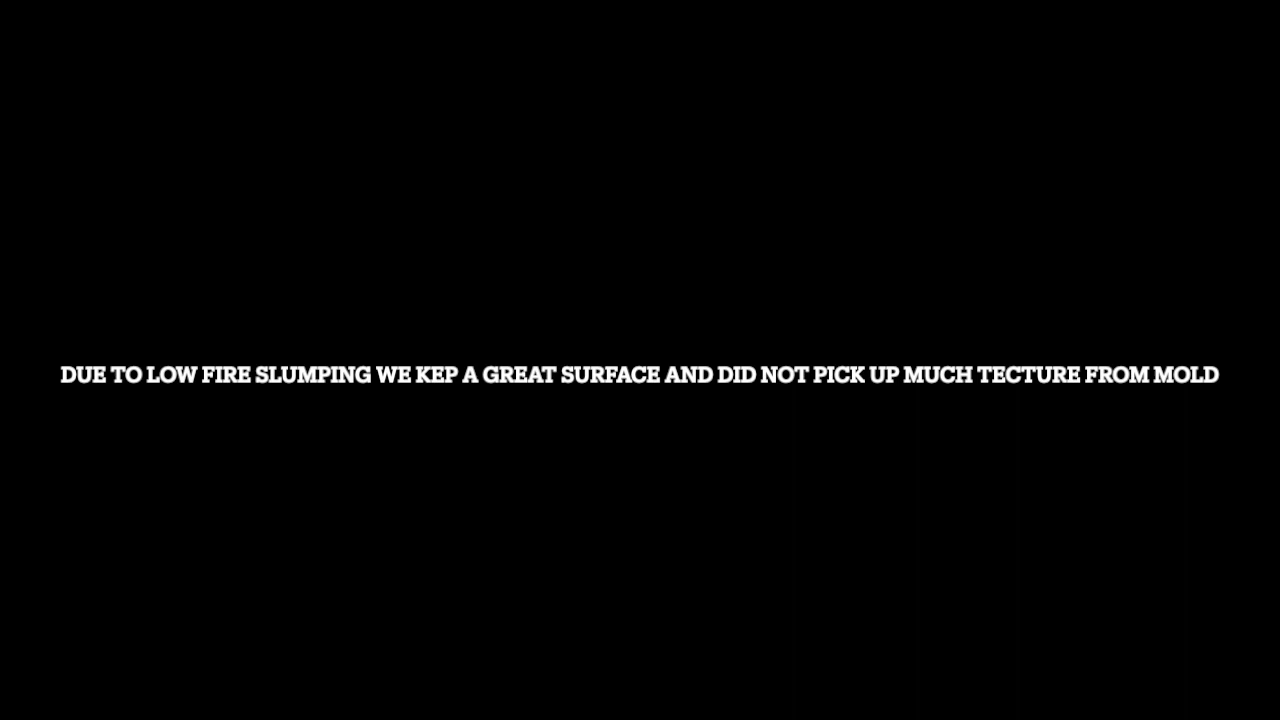 DUE TO LOW FIRE SLUMPING WE KEP A GREAT SURFACE AND DID NOT PICK UP MUCH TECTURE FROM MOLD